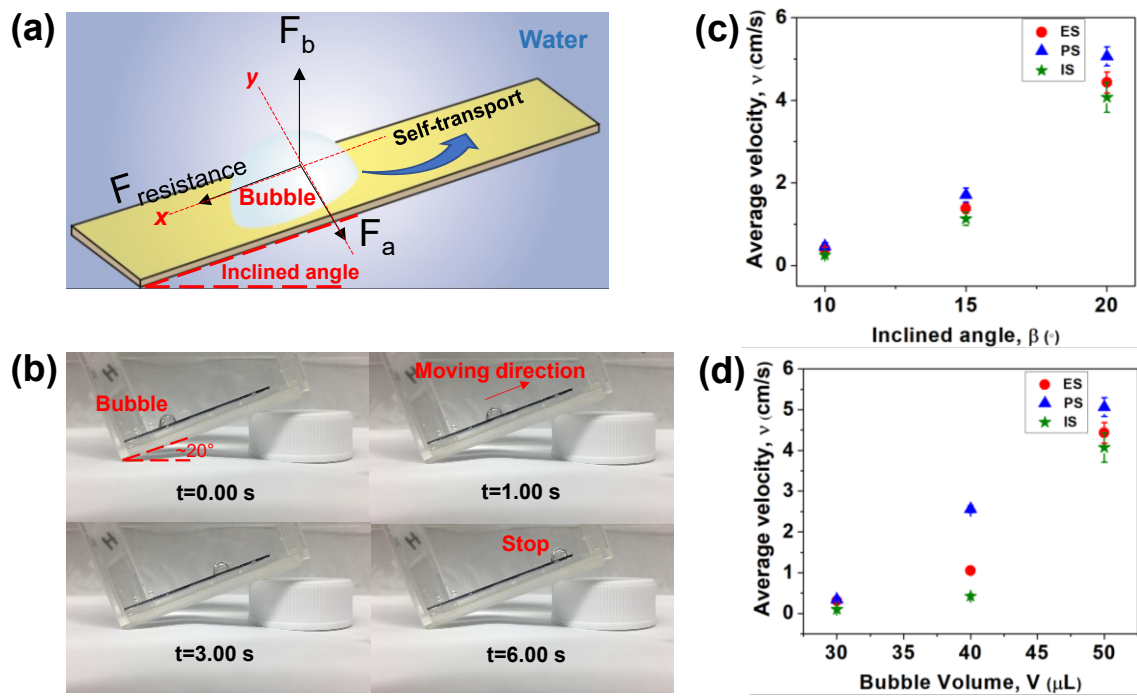 (a)
F_b
Water
y
Self-transport
F resistance
Bubble
x
F_a
Inclined angle
(b)
Bubble
~20°
H
t=0.00 s
Moving direction
H
t=1.00 s
H
t=3.00 s
Stop
H
t=6.00 s
(c)
Average velocity, v (cm/s)
6
4
2
0
ES
PS
IS
10
15
20
Inclined angle, β (°)
(d)
Average velocity, v (cm/s)
6
5
4
3
2
1
0
ES
PS
IS
30
35
40
45
50
Bubble Volume, V (μL)